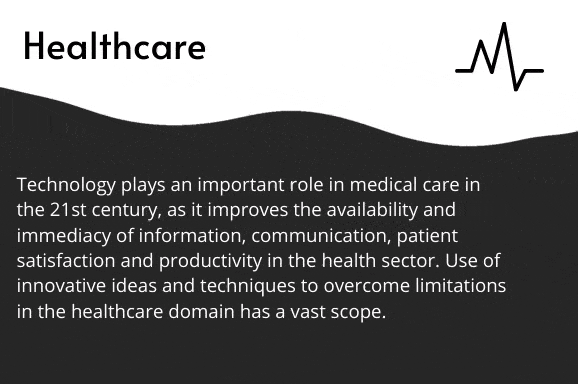 Healthcare
Technology plays an important role in medical care in
the 21st century, as it improves the availability and
immediacy of information, communication, patient
satisfaction and productivity in the health sector. Use of
innovative ideas and techniques to overcome limitations
in the healthcare domain has a vast scope.